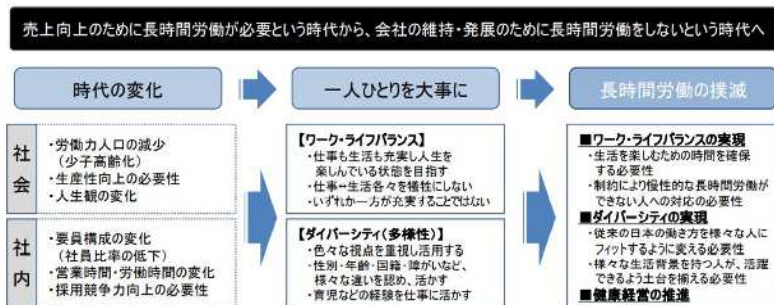 売上向上のために長時間労働が必要という時代から、会社の維持・発展のために長時間労働をしないという時代へ
時代の変化
一人ひとりを大事に
長時間労働の撲滅
社会
・労働力人口の減少
（少子高齢化）
・生産性向上の必要性
・人生観の変化
社内
・要員構成の変化
（社員比率の低下）
・営業時間・労働時間の変化
・採用競争力向上の必要性
【ワーク・ライフバランス】
・仕事も生活も充実し人生を
楽しんでいる状態を目指す
・仕事⇔生活各々を犠牲にしない
・いずれか一方が充実することではない
【ダイバーシティ（多様性）】
・色々な視点を重視し活用する
・性別・年齢・国籍・障がいなど、
様々な違いを認め、活かす
・育児などの経験を仕事に活かす
■ワーク・ライフバランスの実現
・生活を楽しむための時間を確保
する必要性
・制約により慢性的な長時間労働が
できない人への対応の必要性
■ダイバーシティの実現
・従来の日本の働き方を様々な人に
フィットするように変える必要性
・様々な生活背景を持つ人が、活躍
できるよう土台を揃える必要性
■健康経営の推進